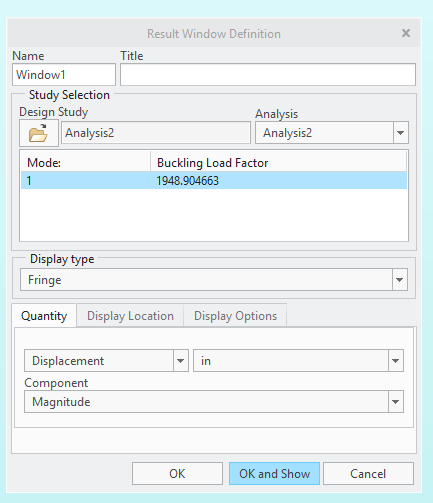 Result Window Definition
Name Title
Window1
Study Selection
Design Study Analysis
Analysis2 Analysis2
Mode: Buckling Load Factor
1 1948.904663
Display type
Fringe
Quantity Display Location Display Options
Displacement in
Component
Magnitude
OK OK and Show Cancel